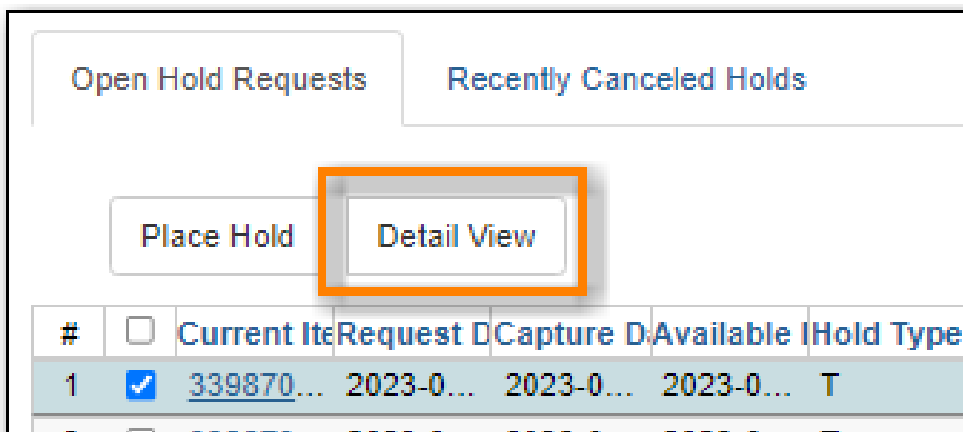 Open Hold Requests Recently Canceled Holds
Place Hold Detail View
# Current Ite Request D Capture D Available Hold Type
1 339870... 2023-0... 2023-0... 2023-0... T